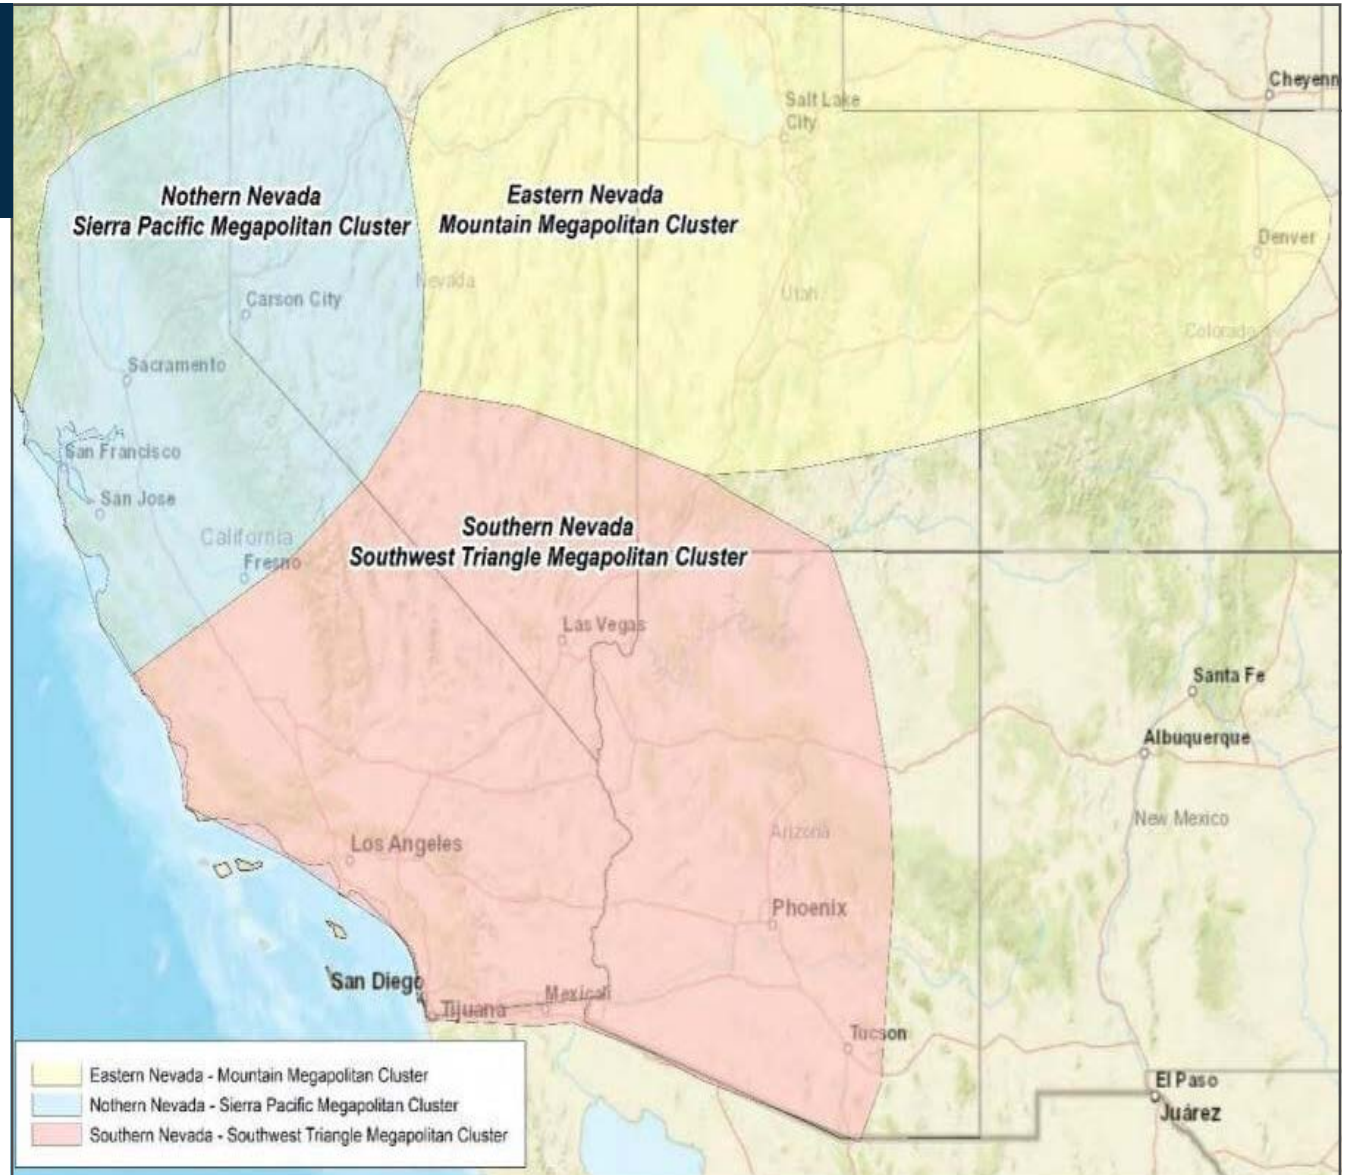 Cheyenn
Salt Lake
City
Nothern Nevada
Sierra Pacific Megapolitan Cluster
Eastern Nevada
Mountain Megapolitan Cluster
Denver
Nevada
Utah
Carson City
Colorado
Sacramento
San Francisco
San Jose
California
Fresno
Southern Nevada
Southwest Triangle Megapolitan Cluster
Las Vegas
Santa Fe
Albuquerque
New Mexico
Arizona
Los Angeles
Phoenix
San Diego
Tijuana
Mexicali
Tucson
El Paso
Juárez
Eastern Nevada - Mountain Megapolitan Cluster
Nothern Nevada - Sierra Pacific Megapolitan Cluster
Southern Nevada - Southwest Triangle Megapolitan Cluster